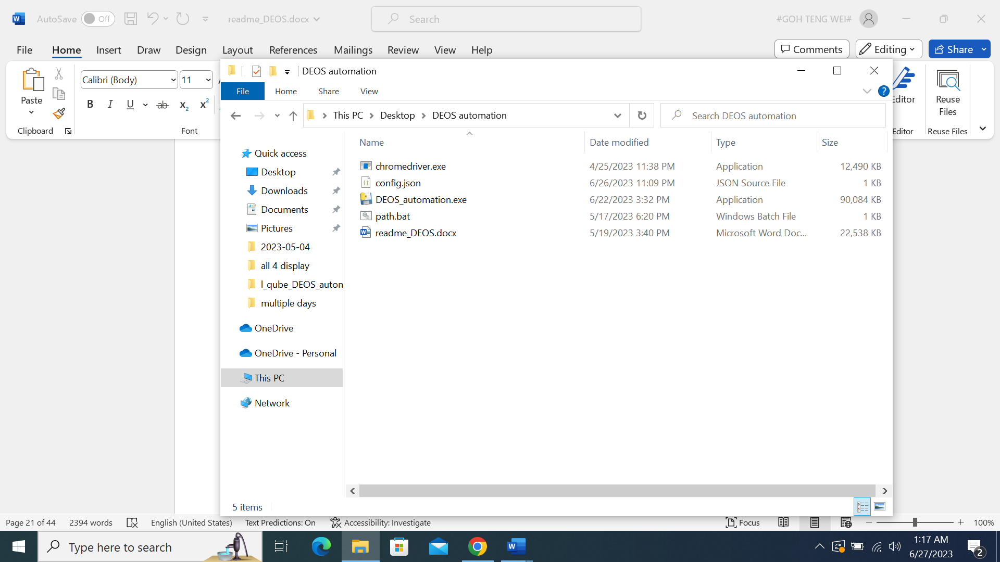 AutoSave Off readme_DEOS.docx Search #GOH TENG WEI#
File Home Insert Draw Design Layout References Mailings Review View Help Comments Editing Share
Paste
Clipboard
Calibri (Body) 11
B I U ab x2 x2
Font
Reuse
Files
Reuse Files
DEOS automation
File Home Share View ?
This PC Desktop DEOS automation Search DEOS automation
Name Date modified Type Size
chromedriver.exe 4/25/2023 11:38 PM Application 12,490 KB
config.json 6/26/2023 11:09 PM JSON Source File 1 KB
DEOS_automation.exe 6/22/2023 3:32 PM Application 90,084 KB
path.bat 5/17/2023 6:20 PM Windows Batch File 1 KB
readme_DEOS.docx 5/19/2023 3:40 PM Microsoft Word Doc... 22,538 KB
Quick access
Desktop
Downloads
Documents
Pictures
2023-05-04
all 4 display
l_qube_DEOS_auton
multiple days
OneDrive
OneDrive - Personal
This PC
Network
5 items
Page 21 of 44 2394 words English (United States) Text Predictions: On Accessibility: Investigate Focus 100%
Type here to search
1:17 AM
6/27/2023
2